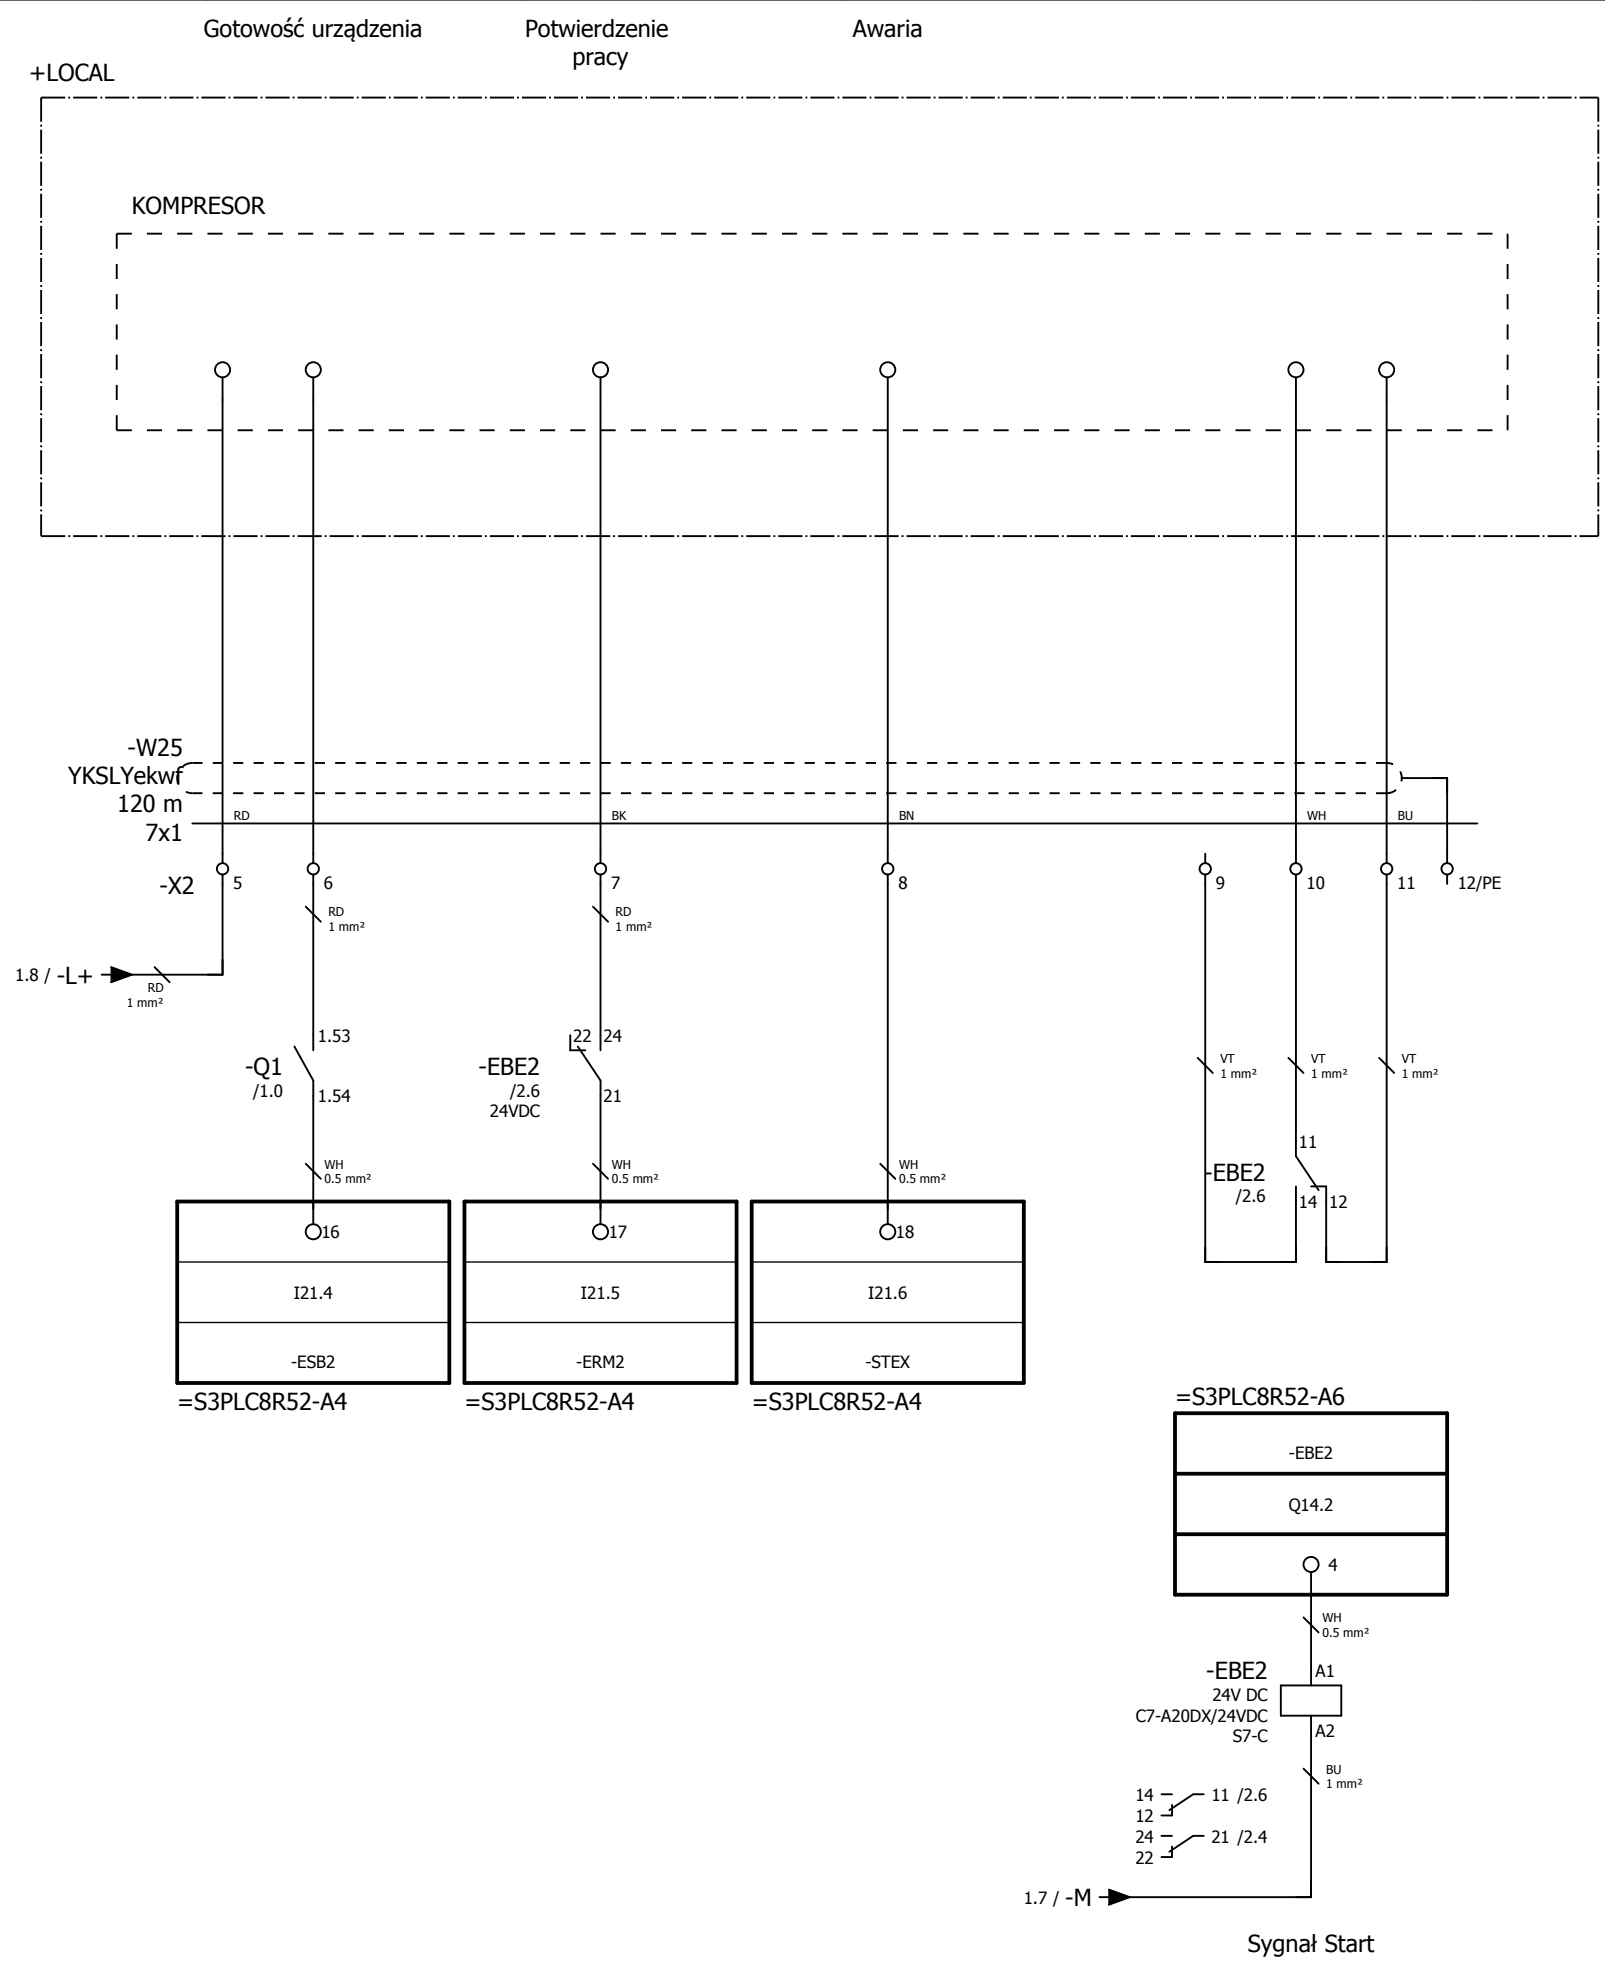 Gotowość urządzenia
Potwierdzenie
pracy
Awaria
+LOCAL
KOMPRESOR
-W25
YKSLYekwf
120 m
7x1
RD
BK
BN
WH
BU
-X2
5
6
7
8
9
10
11
12/PE
RD
1 mm²
RD
1 mm²
1.8 / -L+
RD
1 mm²
1.53
-Q1
/1.0
1.54
22
24
-EBE2
/2.6
24VDC
21
VT
1 mm²
VT
1 mm²
VT
1 mm²
11
-EBE2
/2.6
14
12
WH
0.5 mm²
WH
0.5 mm²
WH
0.5 mm²
16
I21.4
-ESB2
=S3PLC8R52-A4
17
I21.5
-ERM2
=S3PLC8R52-A4
18
I21.6
-STEX
=S3PLC8R52-A4
=S3PLC8R52-A6
-EBE2
Q14.2
4
WH
0.5 mm²
-EBE2
24V DC
C7-A20DX/24VDC
S7-C
A1
A2
BU
1 mm²
14
11 /2.6
12
24
21 /2.4
22
1.7 / -M
Sygnał Start